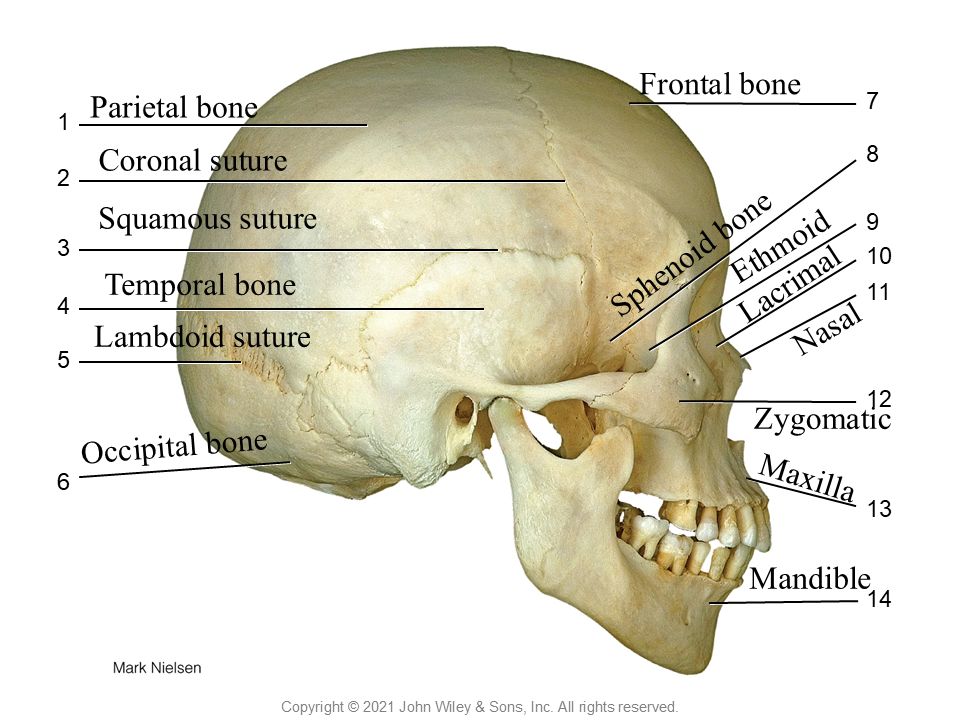 1 Parietal bone
2 Coronal suture
3 Squamous suture
4 Temporal bone
5 Lambdoid suture
6 Occipital bone
Frontal bone 7
Sphenoid bone 8
Ethmoid 9
Lacrimal 10
Nasal 11
12
Zygomatic
Maxilla 13
Mandible 14
Mark Nielsen
Copyright © 2021 John Wiley & Sons, Inc. All rights reserved.